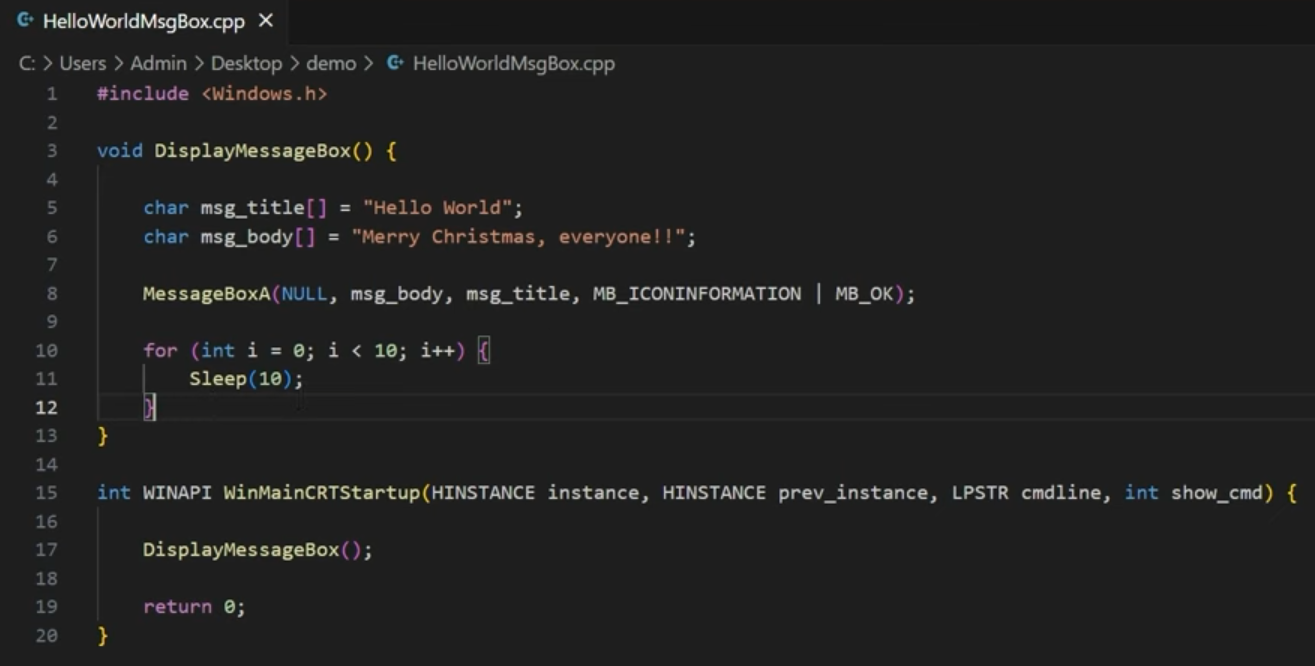 HelloWorldMsgBox.cpp ×
C: > Users > Admin > Desktop > demo > HelloWorldMsgBox.cpp
1 #include <Windows.h>
2
3 void DisplayMessageBox() {
4
5     char msg_title[] = "Hello World";
6     char msg_body[] = "Merry Christmas, everyone!!";
7
8     MessageBoxA(NULL, msg_body, msg_title, MB_ICONINFORMATION | MB_OK);
9
10     for (int i = 0; i < 10; i++) {
11         Sleep(10);
12     }
13 }
14
15 int WINAPI WinMainCRTStartup(HINSTANCE instance, HINSTANCE prev_instance, LPSTR cmdline, int show_cmd) {
16
17     DisplayMessageBox();
18
19     return 0;
20 }